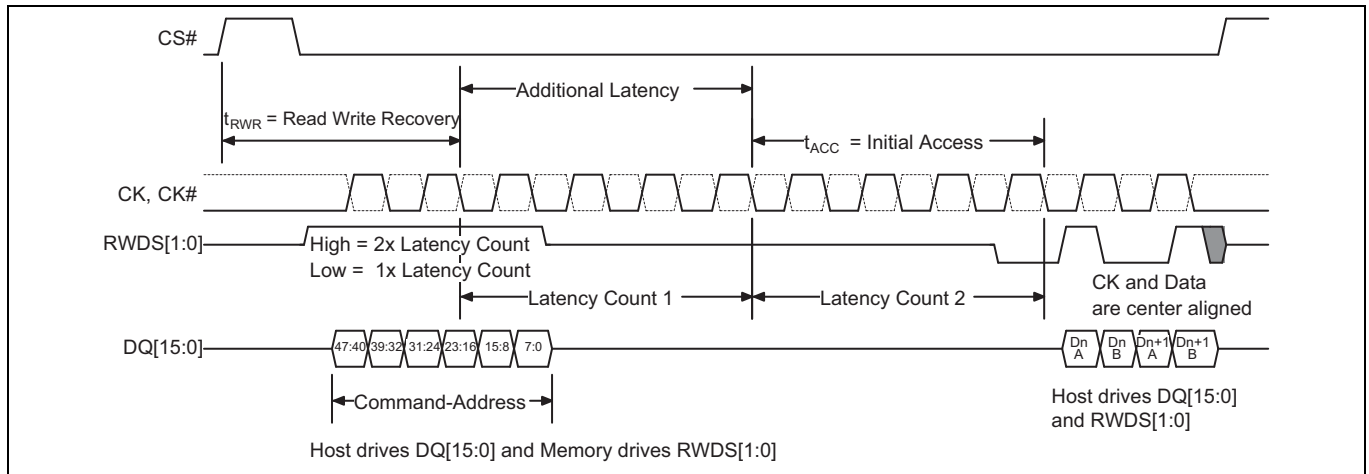 CS#
Additional Latency
tRWR = Read Write Recovery
tACC = Initial Access
CK, CK#
RWDS[1:0]
High = 2x Latency Count
Low = 1x Latency Count
CK and Data
are center aligned
Latency Count 1
Latency Count 2
DQ[15:0]
47:40 39:32 31:24 23:16 15:8 7:0
Dn A Dn B Dn+1 A Dn+1 B
Command-Address
Host drives DQ[15:0]
and RWDS[1:0]
Host drives DQ[15:0] and Memory drives RWDS[1:0]